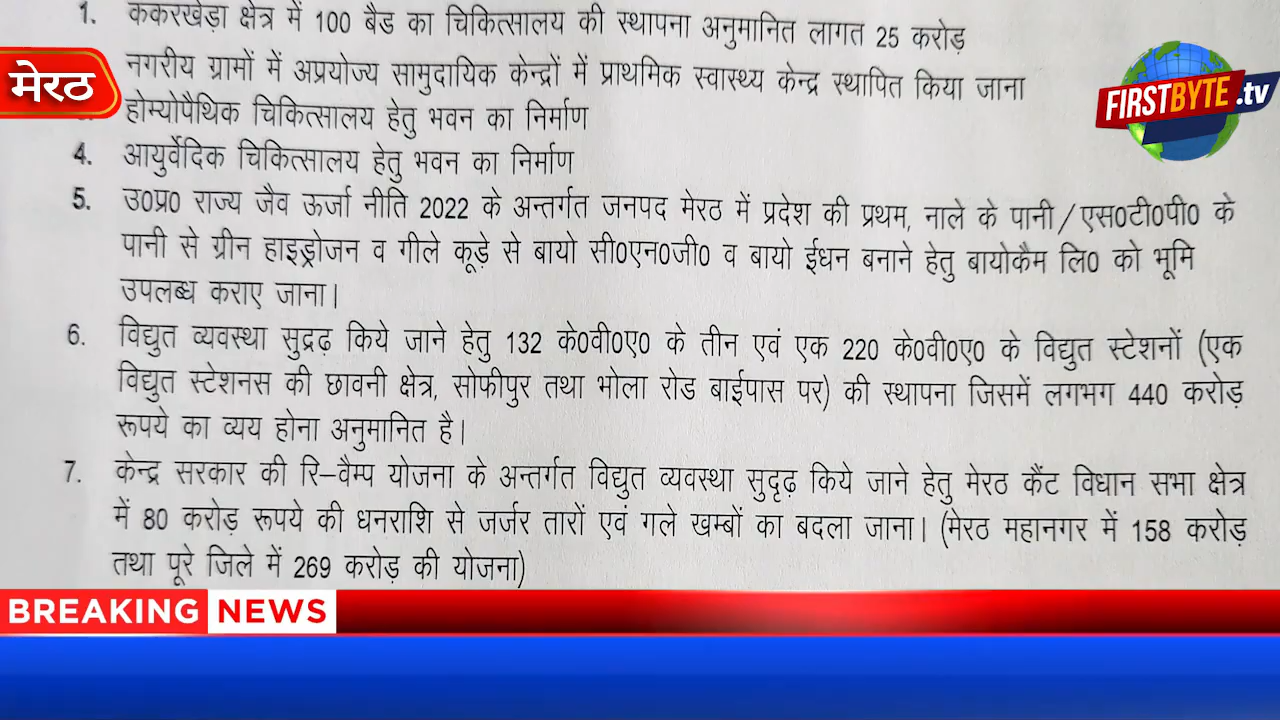 1. ककरखेड़ा क्षेत्र में 100 बैड का चिकित्सालय की स्थापना अनुमानित लागत 25 करोड़
नगरीय ग्रामों में अप्रयोज्य सामुदायिक केन्द्रों में प्राथमिक स्वास्थ्य केन्द्र स्थापित किया जाना
मेरठ
होम्योपैथिक चिकित्सालय हेतु भवन का निर्माण
FIRSTBYTE.tv
4. आयुर्वेदिक चिकित्सालय हेतु भवन का निर्माण
5. उ0प्र0 राज्य जैव ऊर्जा नीति 2022 के अन्तर्गत जनपद मेरठ में प्रदेश की प्रथम, नाले के पानी/एस0टी0पी0 के
पानी से ग्रीन हाइड्रोजन व गीले कूड़े से बायो सी0एन0जी0 व बायो ईधन बनाने हेतु बायोकैम लि0 को भूमि
उपलब्ध कराए जाना।
6. विद्युत व्यवस्था सुद्रढ़ किये जाने हेतु 132 के0वी0ए0 के तीन एवं एक 220 के0वी0ए0 के विद्युत स्टेशनों (एक
विद्युत स्टेशनस की छावनी क्षेत्र, सोफीपुर तथा भोला रोड बाईपास पर) की स्थापना जिसमें लगभग 440 करोड़
रूपये का व्यय होना अनुमानित है।
7. केन्द्र सरकार की रि-वैम्प योजना के अन्तर्गत विद्युत व्यवस्था सुदृढ़ किये जाने हेतु मेरठ कैंट विधान सभा क्षेत्र
में 80 करोड़ रूपये की धनराशि से जर्जर तारों एवं गले खम्बों का बदला जाना। (मेरठ महानगर में 158 करोड़
तथा पूरे जिले में 269 करोड़ की योजना)
BREAKING NEWS